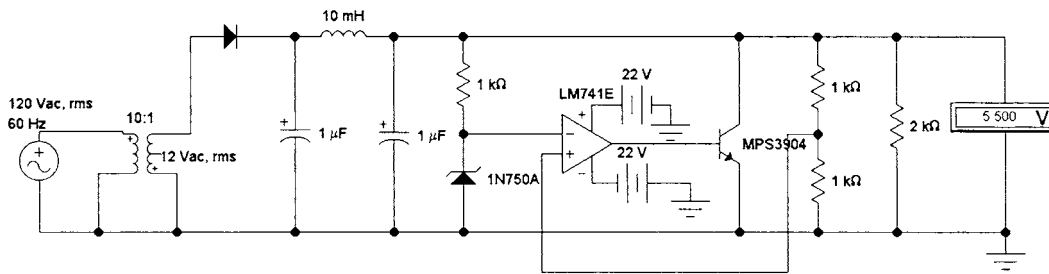 10 mH
120 Vac, rms
60 Hz
10:1
12 Vac, rms
1 µF
1 µF
1 kΩ
1N750A
LM741E
22 V
22 V
MPS3904
1 kΩ
1 kΩ
2 kΩ
5 500 V